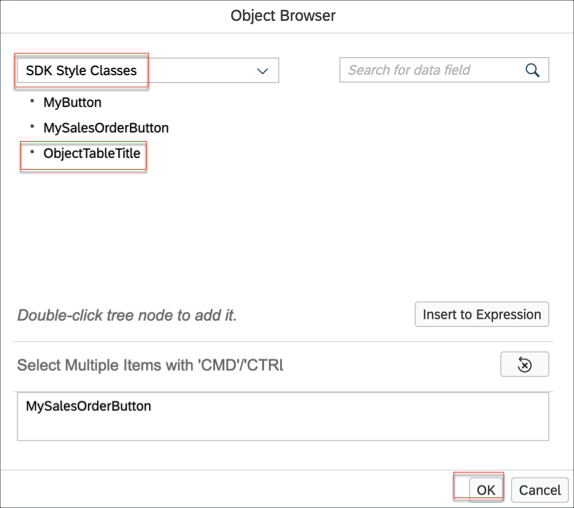 Object Browser
SDK Style Classes
Search for data field
MyButton
MySalesOrderButton
ObjectTableTitle
Double-click tree node to add it.
Insert to Expression
Select Multiple Items with 'CMD'/'CTRL
MySalesOrderButton
OK
Cancel